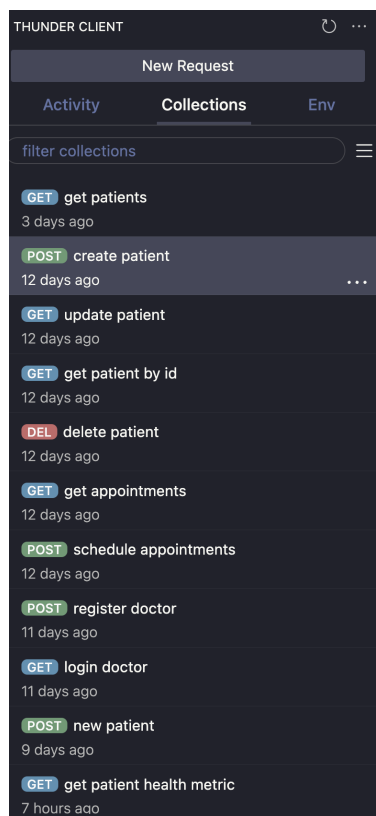 THUNDER CLIENT
New Request
Activity Collections Env
filter collections
GET get patients
3 days ago
POST create patient
12 days ago
GET update patient
12 days ago
GET get patient by id
12 days ago
DEL delete patient
12 days ago
GET get appointments
12 days ago
POST schedule appointments
12 days ago
POST register doctor
11 days ago
GET login doctor
11 days ago
POST new patient
9 days ago
GET get patient health metric
7 hours ago